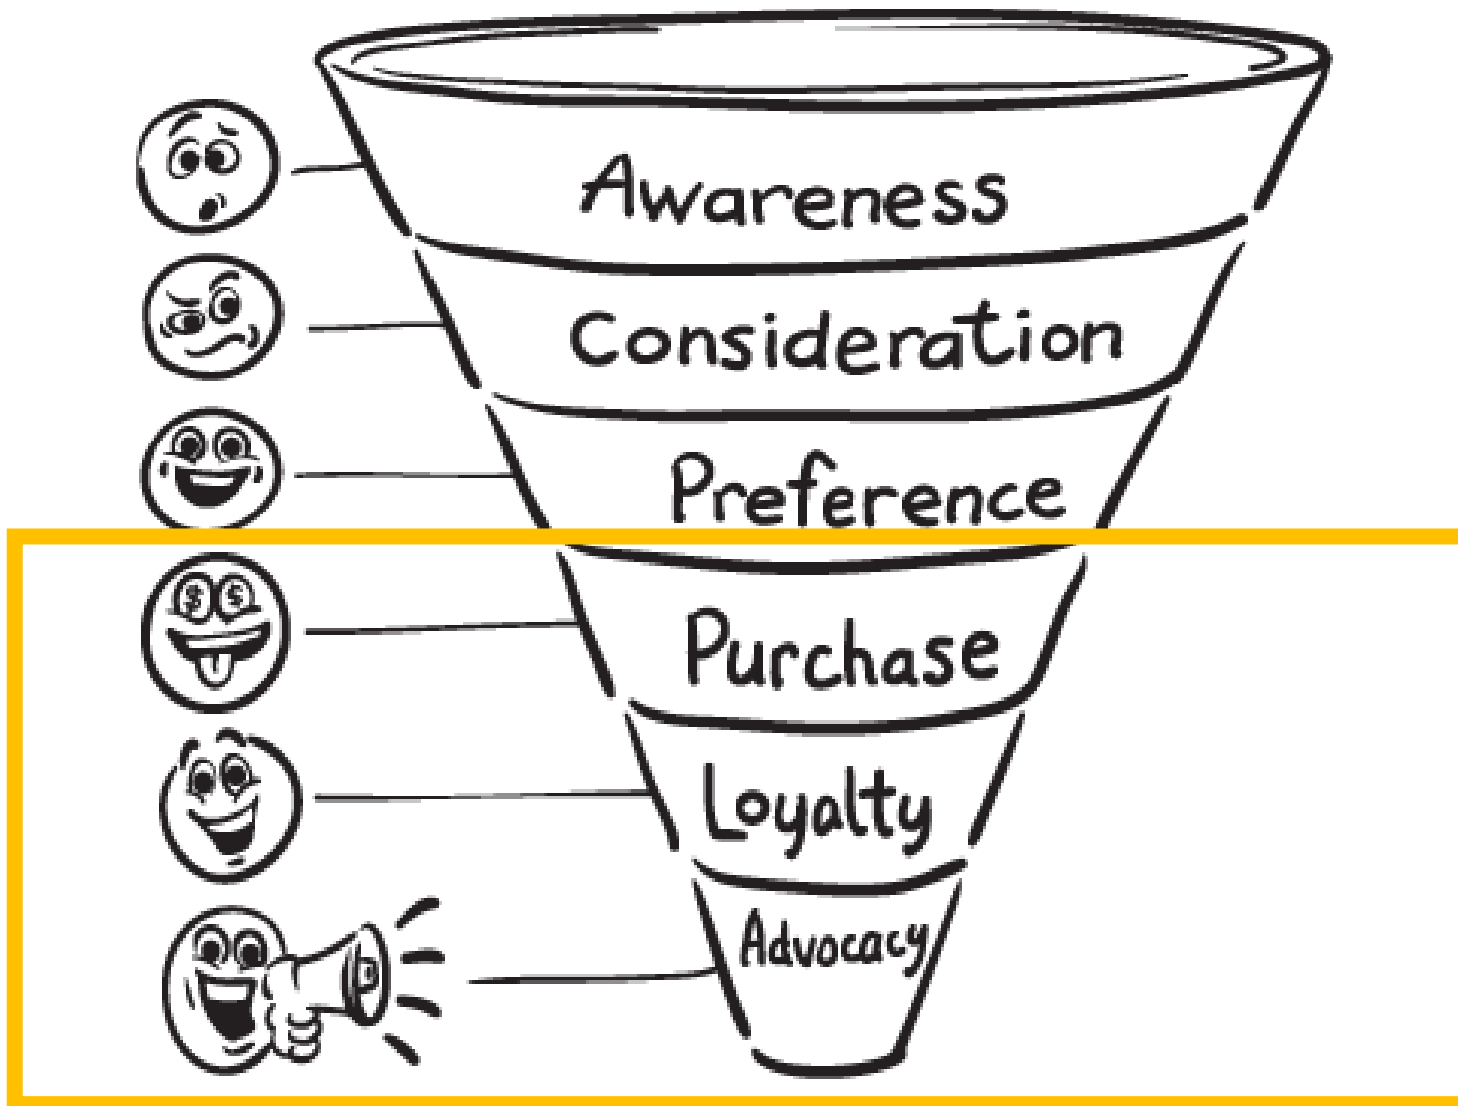 Awareness
Consideration
Preference
$ $
Purchase
Loyalty
Advocacy